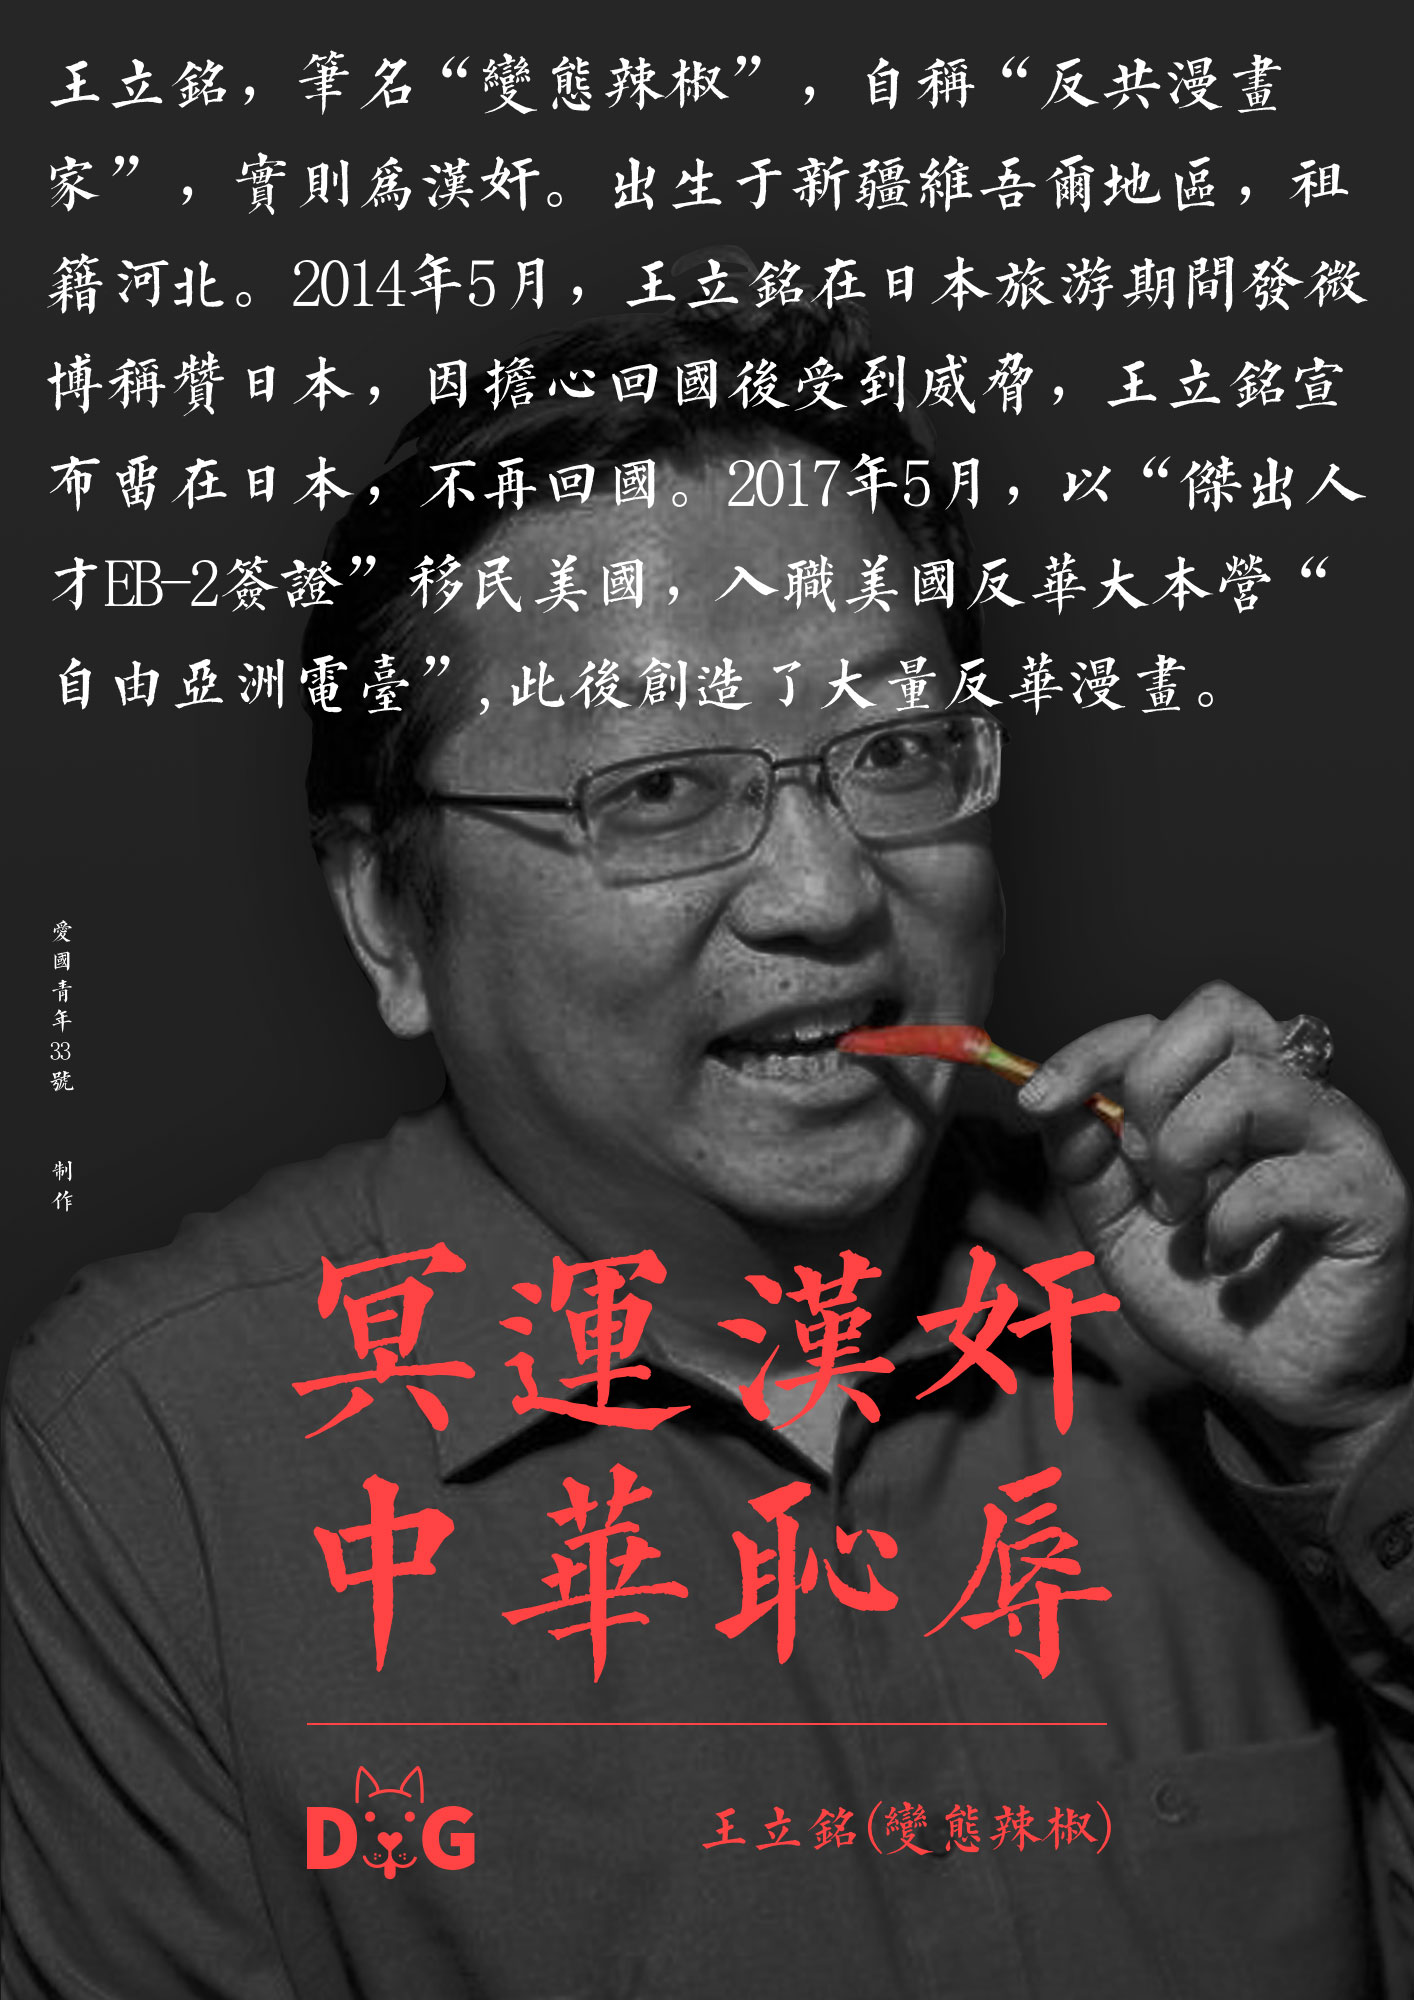 王立銘，筆名“變態辣椒”，自稱“反共漫畫
家”，實則爲漢奸。出生于新疆維吾爾地區，祖
籍河北。2014年5月，王立銘在日本旅游期間發微
博稱贊日本，因擔心回國後受到威脅，王立銘宣
布畱在日本，不再回國。2017年5月，以“傑出人
才EB-2簽證”移民美國，入職美國反華大本營“
自由亞洲電臺”,此後創造了大量反華漫畫。
愛國青年33號 制作
冥運漢奸
中華恥辱
DOG
王立銘(變態辣椒)